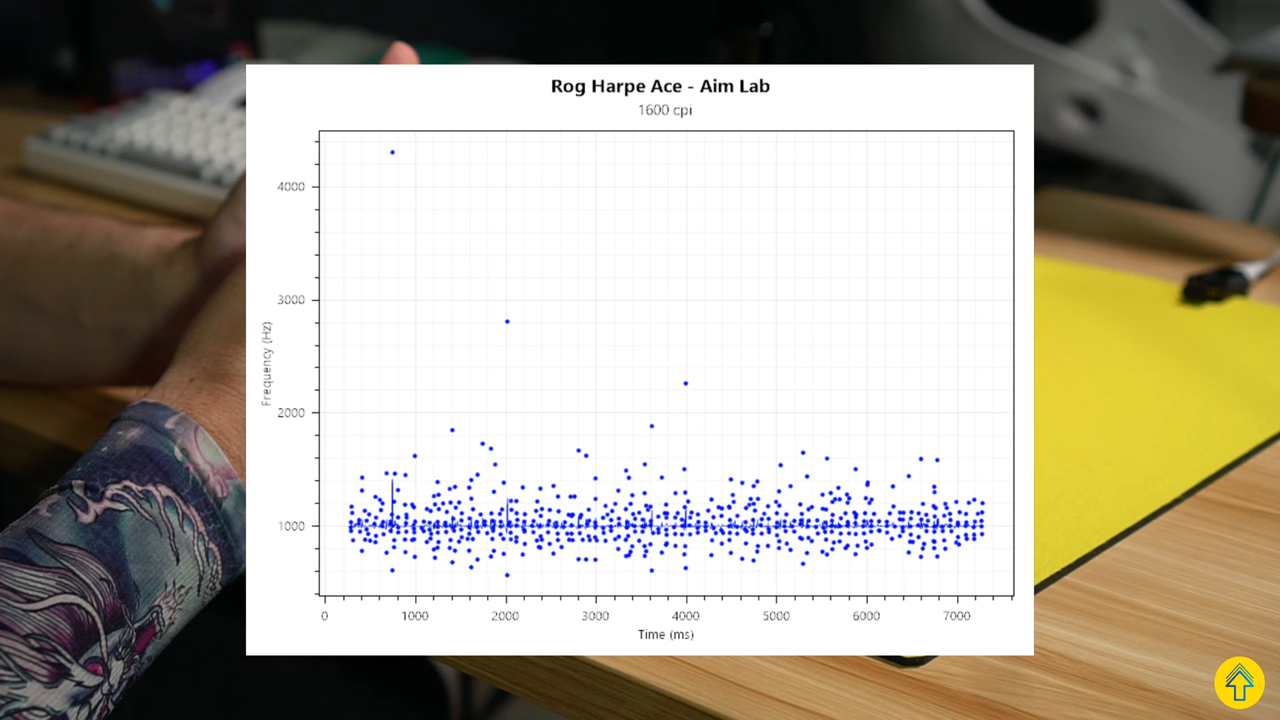 Rog Harpe Ace - Aim Lab
1600 cpi
4000
3000
2000
1000
Frequency (Hz)
0 1000 2000 3000 4000 5000 6000 7000
Time (ms)